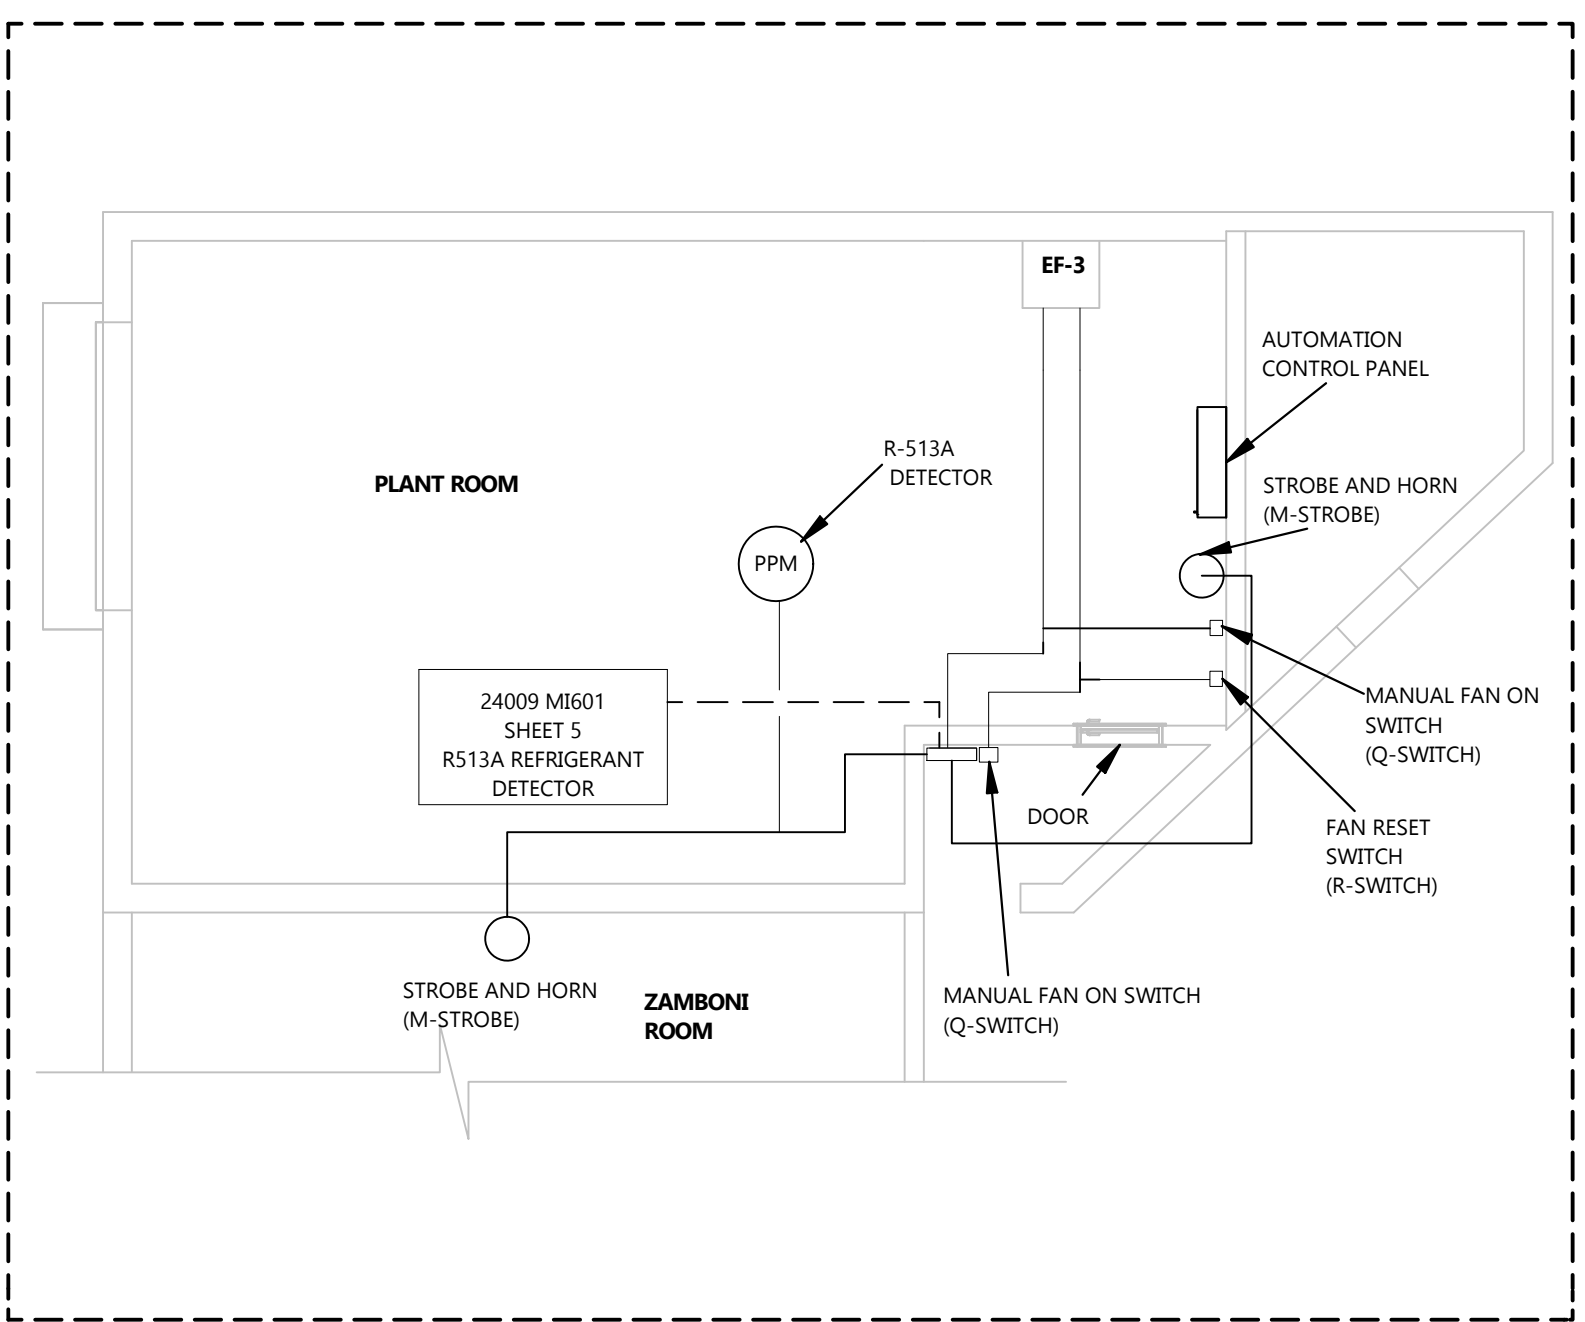 EF-3
AUTOMATION
CONTROL PANEL
R-513A
DETECTOR
PLANT ROOM
STROBE AND HORN
(M-STROBE)
PPM
24009 MI601
SHEET 5
R513A REFRIGERANT
DETECTOR
MANUAL FAN ON
SWITCH
(Q-SWITCH)
DOOR
FAN RESET
SWITCH
(R-SWITCH)
STROBE AND HORN
(M-STROBE)
ZAMBONI
ROOM
MANUAL FAN ON SWITCH
(Q-SWITCH)